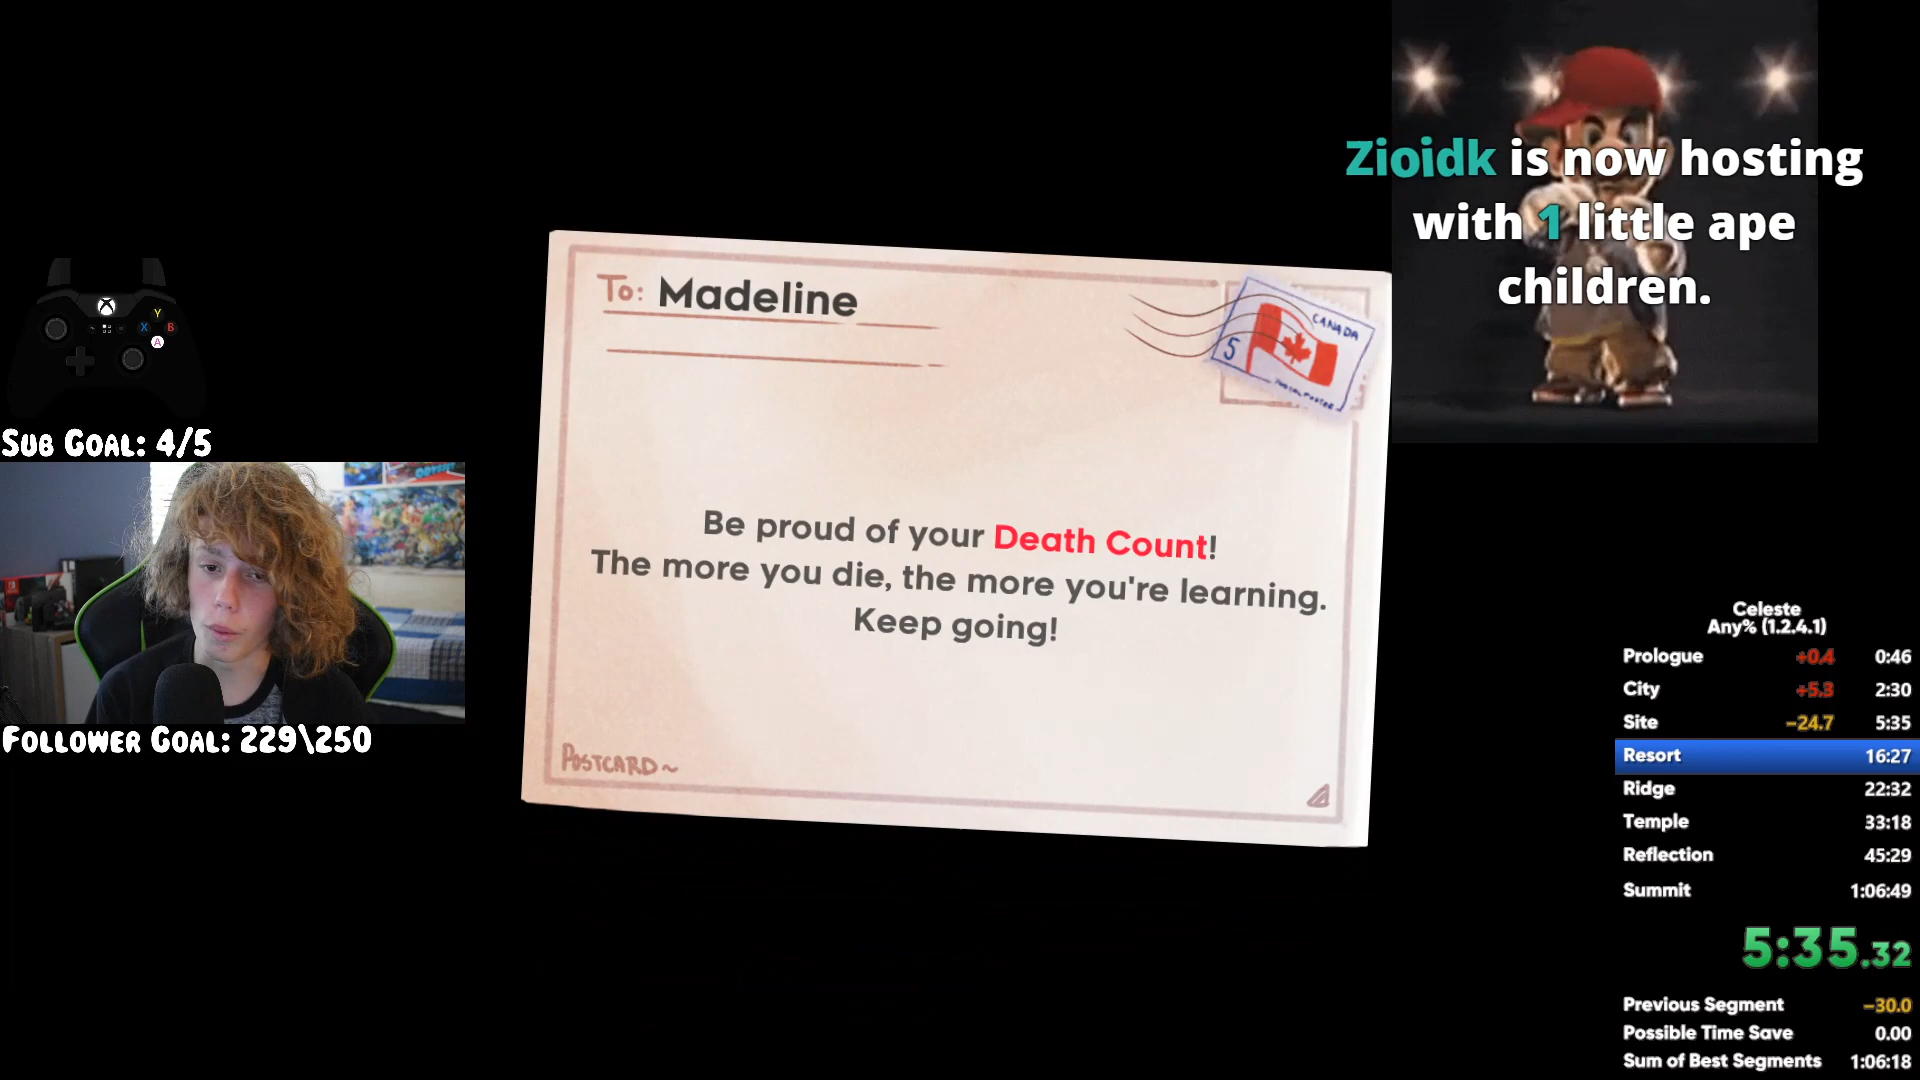 Zioidk is now hosting
with 1 little ape
children.
To: Madeline
CANADA
5
Be proud of your Death Count!
The more you die, the more you're learning.
Keep going!
POSTCARD~
Y
X B
A
SUB GOAL: 4/5
ODYSSEY
FOLLOWER GOAL: 229\250
Celeste
Any% (1.2.4.1)
Prologue +0.4 0:46
City +5.3 2:30
Site −24.7 5:35
Resort 16:27
Ridge 22:32
Temple 33:18
Reflection 45:29
Summit 1:06:49
5:35.32
Previous Segment −30.0
Possible Time Save 0.00
Sum of Best Segments 1:06:18